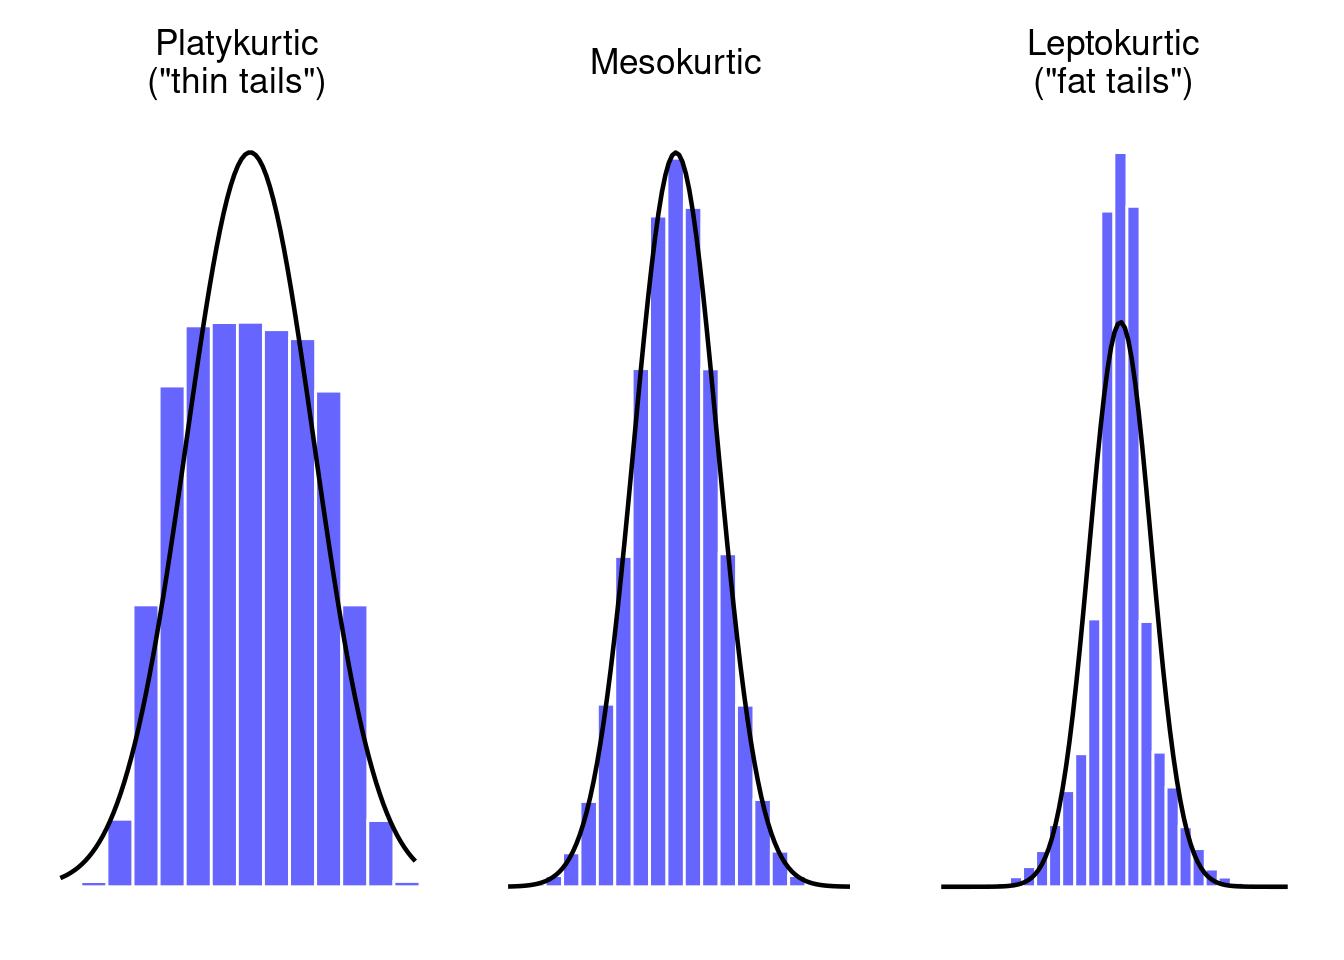 Platykurtic
("thin tails")
Mesokurtic
Leptokurtic
("fat tails")